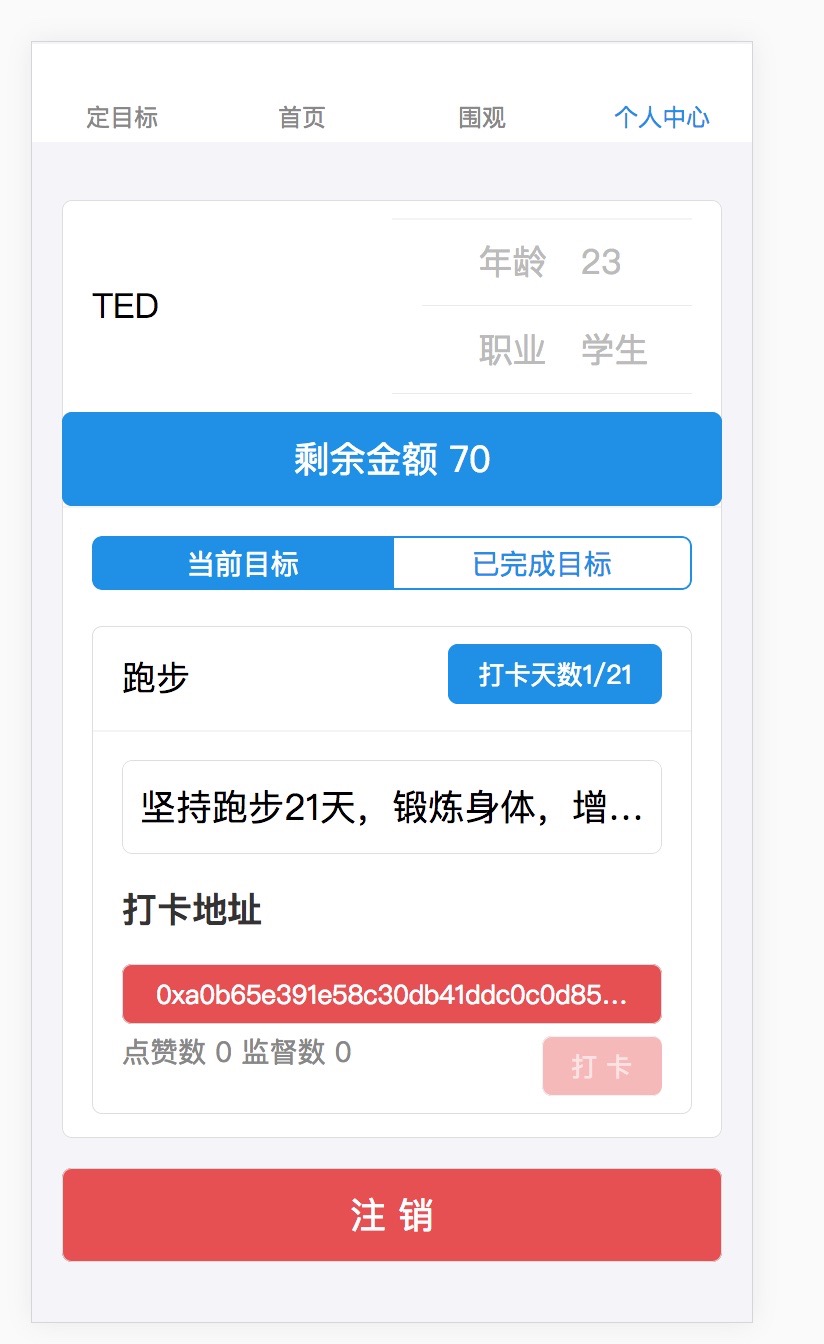 定目标 首页 围观 个人中心
TED
年龄 23
职业 学生
剩余金额 70
当前目标 已完成目标
跑步 打卡天数1/21
坚持跑步21天，锻炼身体，增...
打卡地址
0xa0b65e391e58c30db41ddc0c0d85...
点赞数 0 监督数 0
打 卡
注 销